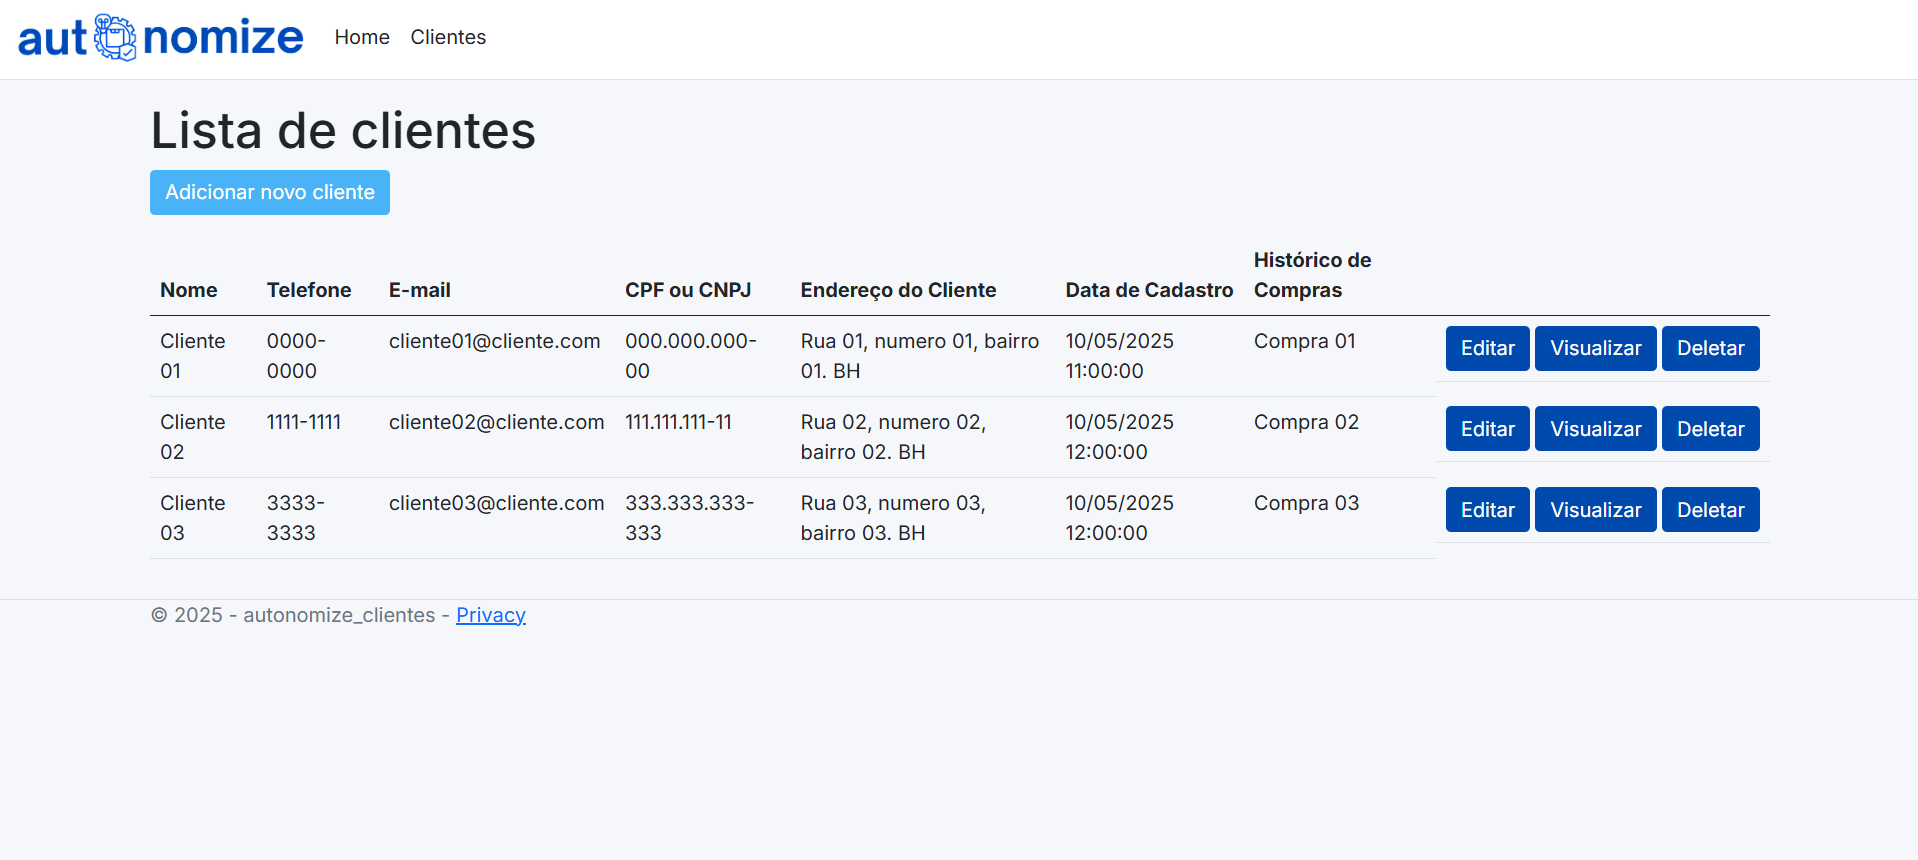 autonomize Home Clientes
Lista de clientes
Adicionar novo cliente
Nome Telefone E-mail CPF ou CNPJ Endereço do Cliente Data de Cadastro Histórico de Compras
Cliente 01 0000-0000 cliente01@cliente.com 000.000.000-00 Rua 01, numero 01, bairro 01. BH 10/05/2025 11:00:00 Compra 01 Editar Visualizar Deletar
Cliente 02 1111-1111 cliente02@cliente.com 111.111.111-11 Rua 02, numero 02, bairro 02. BH 10/05/2025 12:00:00 Compra 02 Editar Visualizar Deletar
Cliente 03 3333-3333 cliente03@cliente.com 333.333.333-333 Rua 03, numero 03, bairro 03. BH 10/05/2025 12:00:00 Compra 03 Editar Visualizar Deletar
© 2025 - autonomize_clientes - Privacy